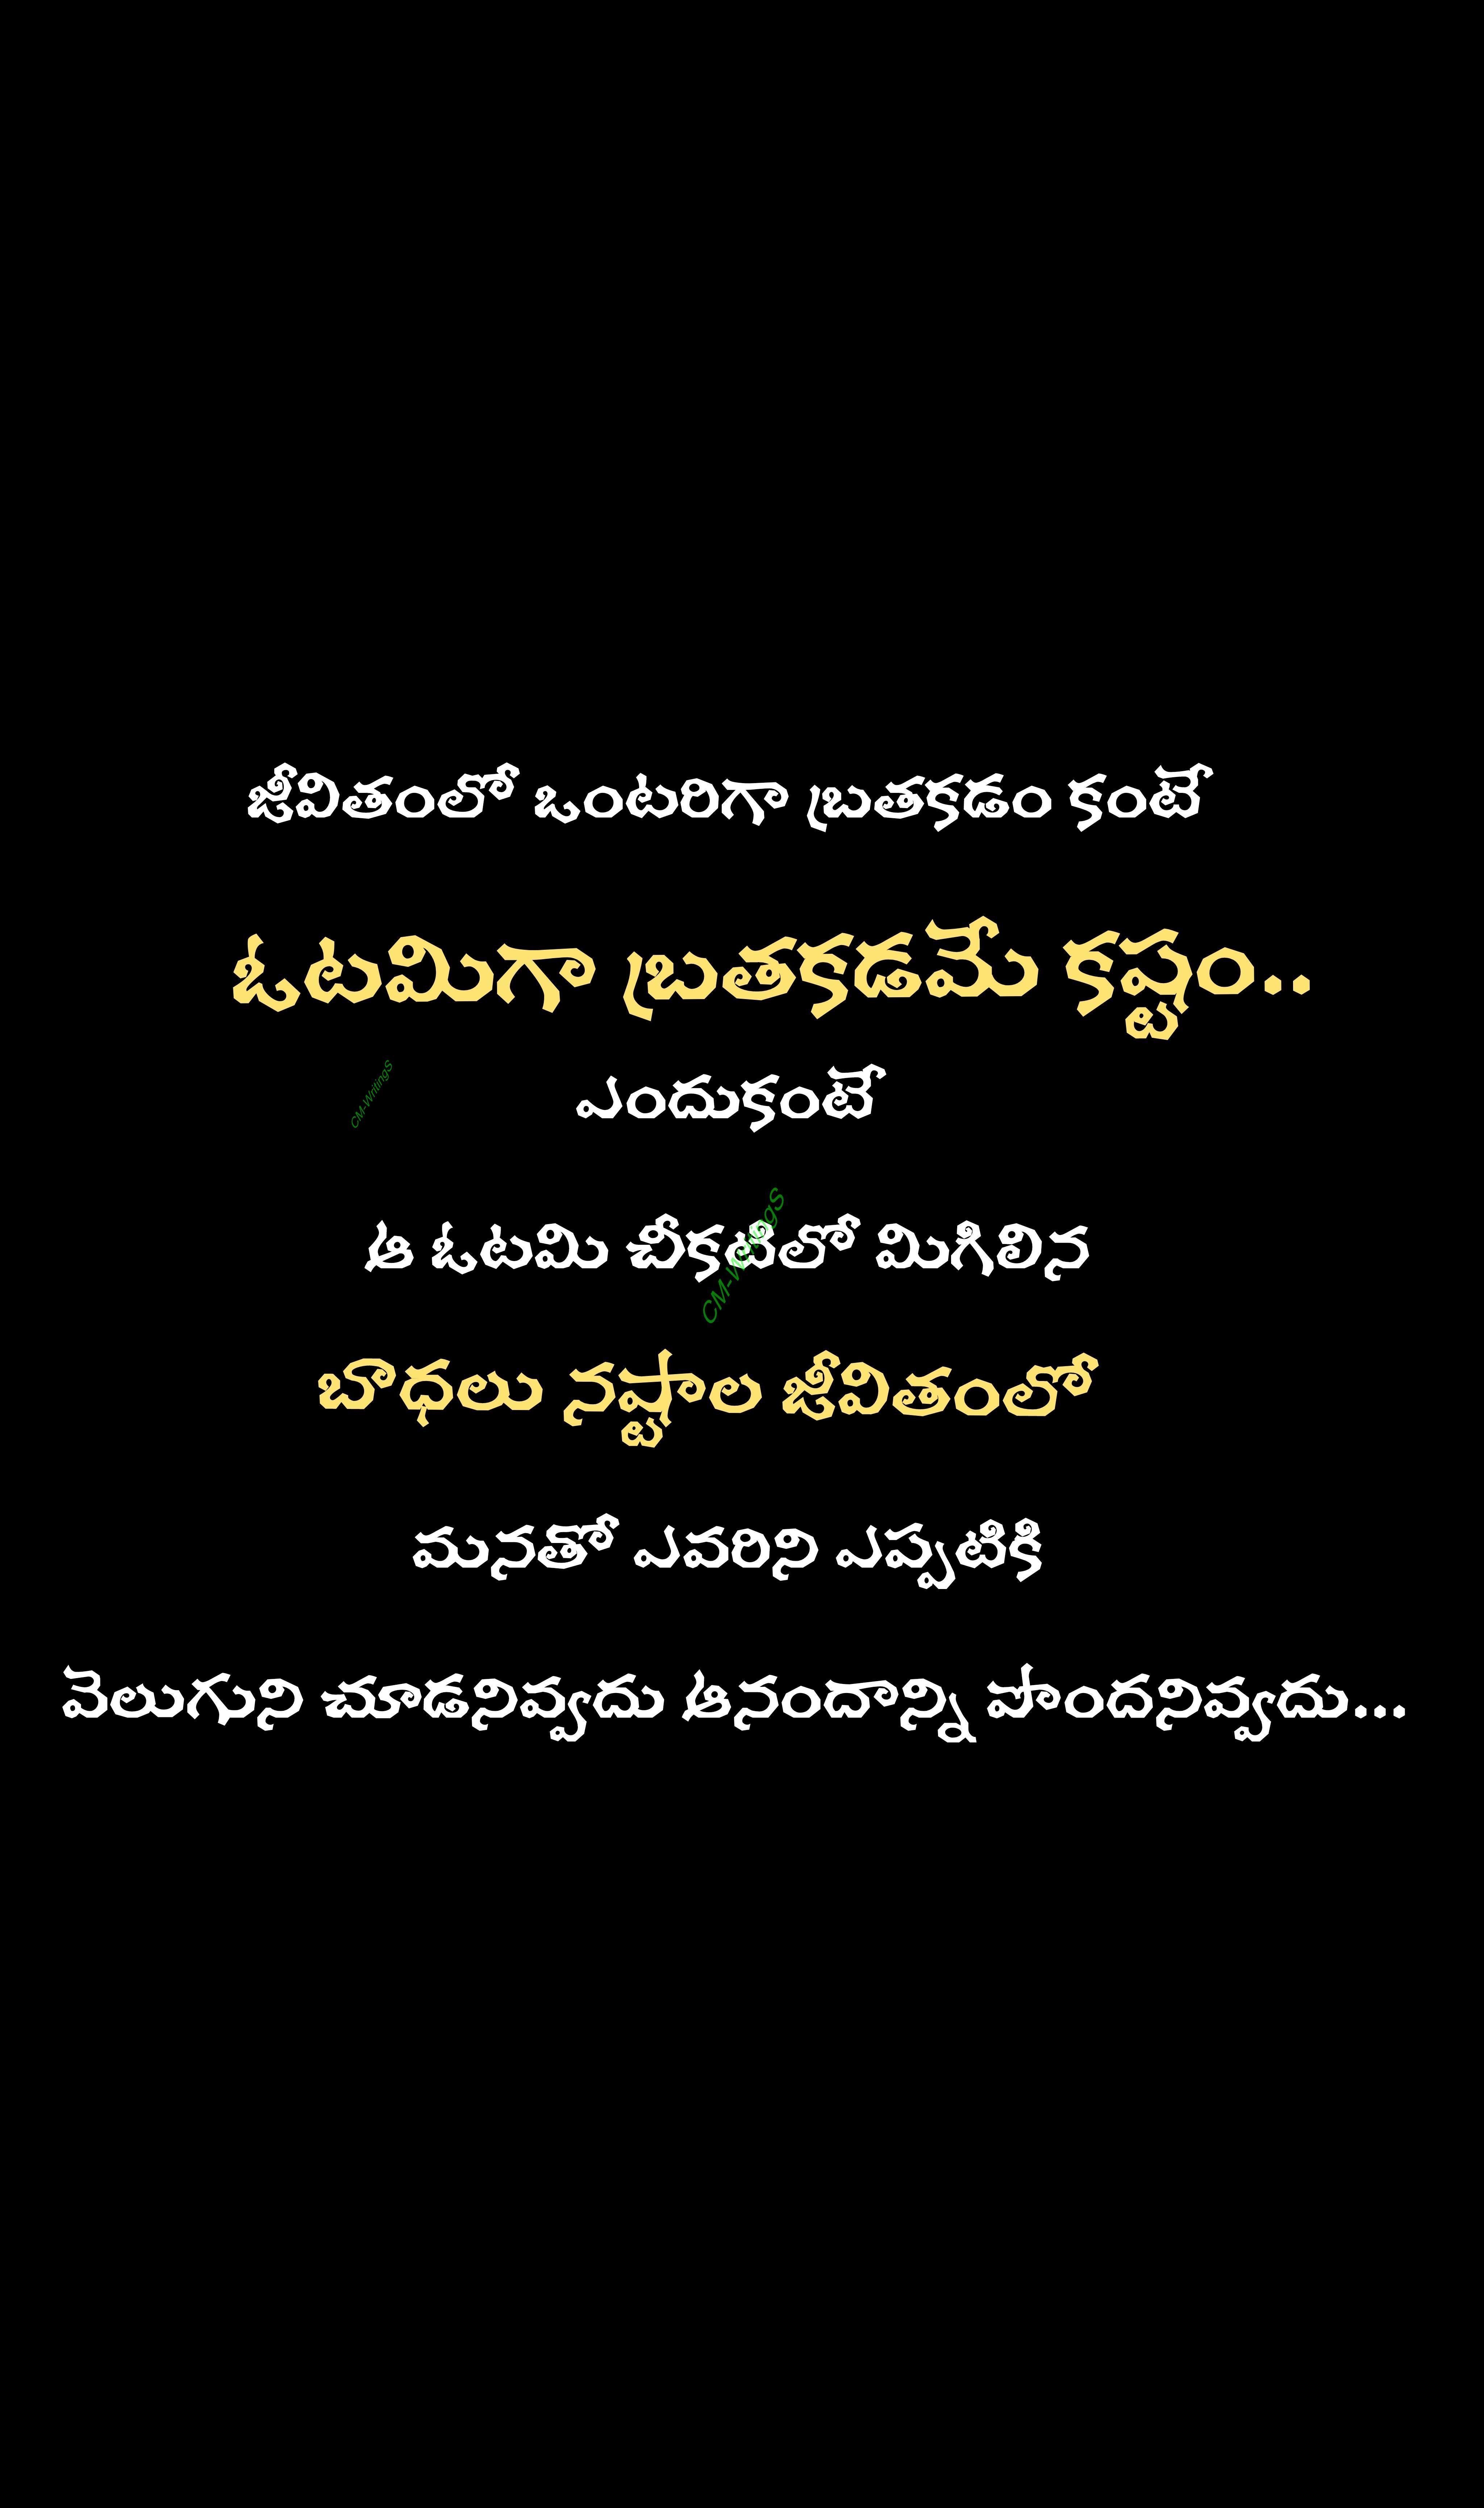 జీవితంలో ఒంటరిగా బ్రతకడం కంటే
ఓటమిగా బ్రతకడమే కష్టం..
ఎందుకంటే
CM-WritingS
ఆ ఓటమి చీకటిలో మిగిలిన
CM-WritingS
బాధలు నష్టాల జీవితంలో
మనతో ఎవరిని ఎప్పటికి
వెలుగుని చూడనివ్వదు ఆనందాన్ని పొందనివ్వదు...